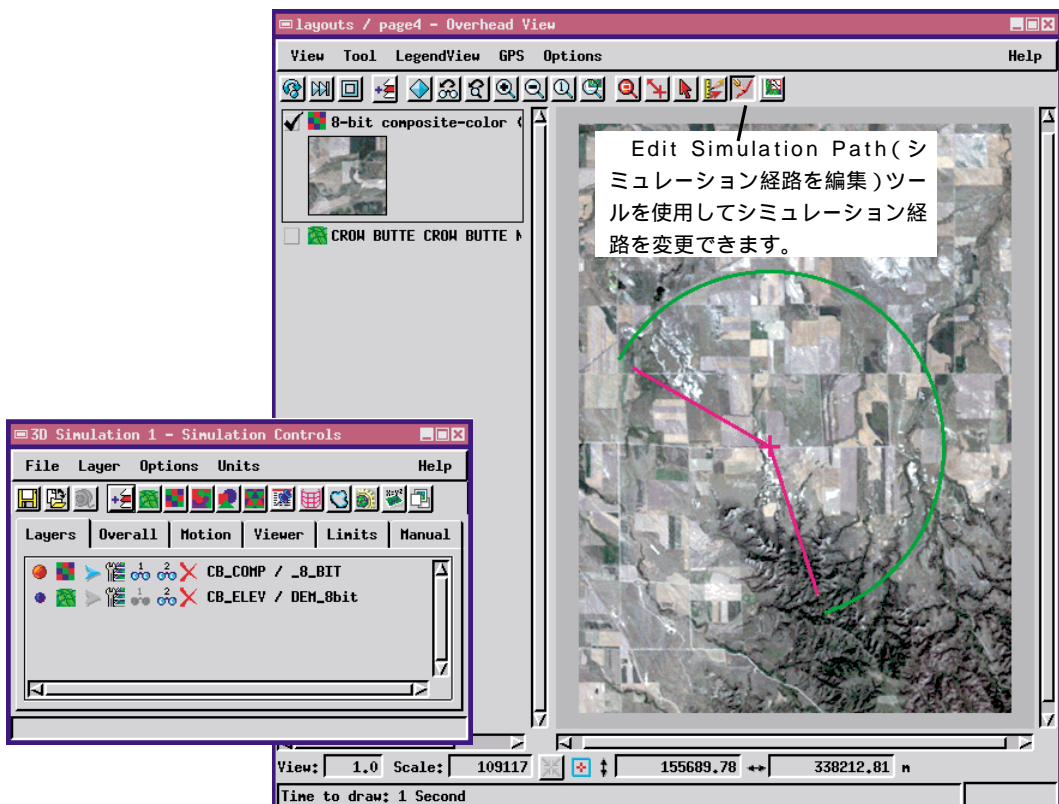 layouts / page4 - Overhead View
View Tool LegendView GPS Options Help
8-bit composite-color (
CROW BUTTE CROW BUTTE
Edit Simulation Path(シ
ミュレーション経路を編集)ツー
ルを使用してシミュレーション経
路を変更できます。
3D Simulation 1 - Simulation Controls
File Layer Options Units Help
Layers Overall Motion Viewer Limits Manual
1 2 CB_COMP / _8_BIT
1 2 CB_ELEV / DEM_8bit
View: 1.0 Scale: 109117 155689.78 338212.81 m
Time to draw: 1 Second